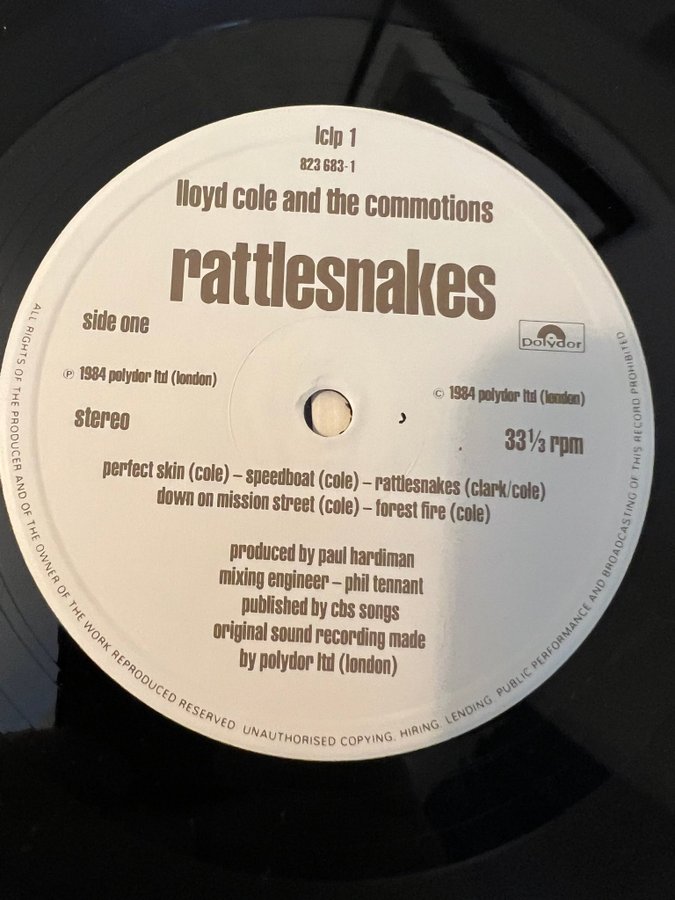 lclp 1
823 683-1
lloyd cole and the commotions
rattlesnakes
side one
polydor
℗ 1984 polydor ltd (london)
© 1984 polydor ltd (london)
stereo
33⅓ rpm
perfect skin (cole) – speedboat (cole) – rattlesnakes (clark/cole)
down on mission street (cole) – forest fire (cole)
produced by paul hardiman
mixing engineer – phil tennant
published by cbs songs
original sound recording made
by polydor ltd (london)
ALL RIGHTS OF THE PRODUCER AND OF THE OWNER OF THE WORK REPRODUCED RESERVED UNAUTHORISED COPYING, HIRING, LENDING, PUBLIC PERFORMANCE AND BROADCASTING OF THIS RECORD PROHIBITED